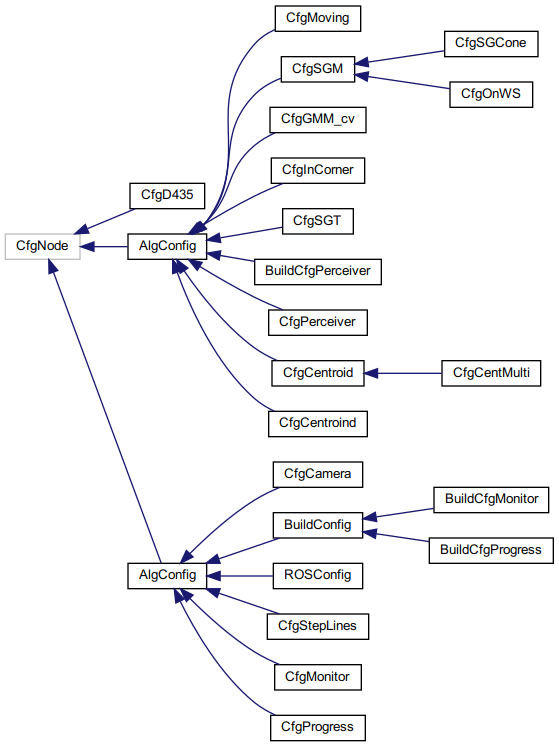 CfgMoving
CfgSGCone
CfgSGM
CfgOnWS
CfgGMM_cv
CfgInCorner
CfgD435
CfgSGT
CfgNode
AlgConfig
BuildCfgPerceiver
CfgPerceiver
CfgCentroid
CfgCentMulti
CfgCentroind
CfgCamera
BuildCfgMonitor
BuildConfig
BuildCfgProgress
AlgConfig
ROSConfig
CfgStepLines
CfgMonitor
CfgProgress